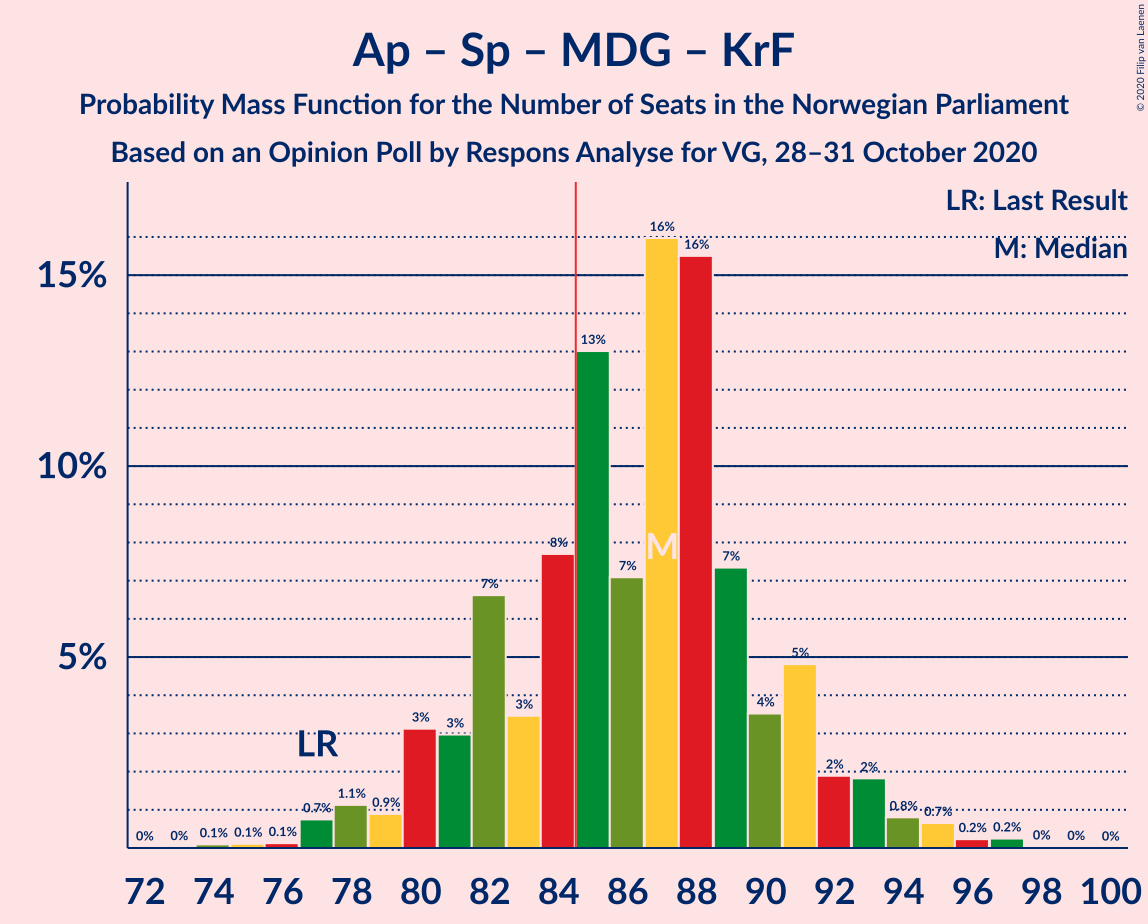 Ap – Sp – MDG – KrF
Probability Mass Function for the Number of Seats in the Norwegian Parliament
Based on an Opinion Poll by Respons Analyse for VG, 28–31 October 2020
© 2020 Filip van Laenen
LR: Last Result
M: Median
15%
10%
5%
LR
M
0% 0% 0.1% 0.1% 0.1% 0.7% 1.1% 0.9% 3% 3% 7% 3% 8% 13% 7% 16% 16% 7% 4% 5% 2% 2% 0.8% 0.7% 0.2% 0.2% 0% 0% 0%
72 74 76 78 80 82 84 86 88 90 92 94 96 98 100